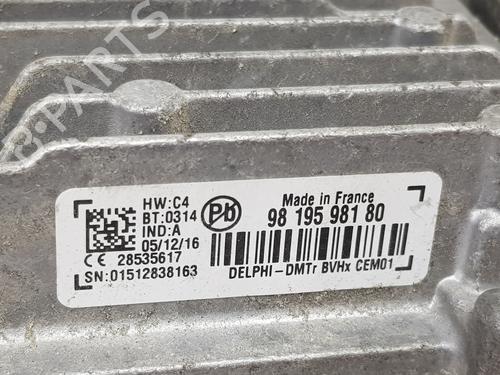 B-PARTS
HW:C4
BT:0314
IND:A
05/12/16
CE 28535617
SN:01512838163
Pb
Made in France
98 195 981 80
DELPHI-DMTr BVHx CEM01